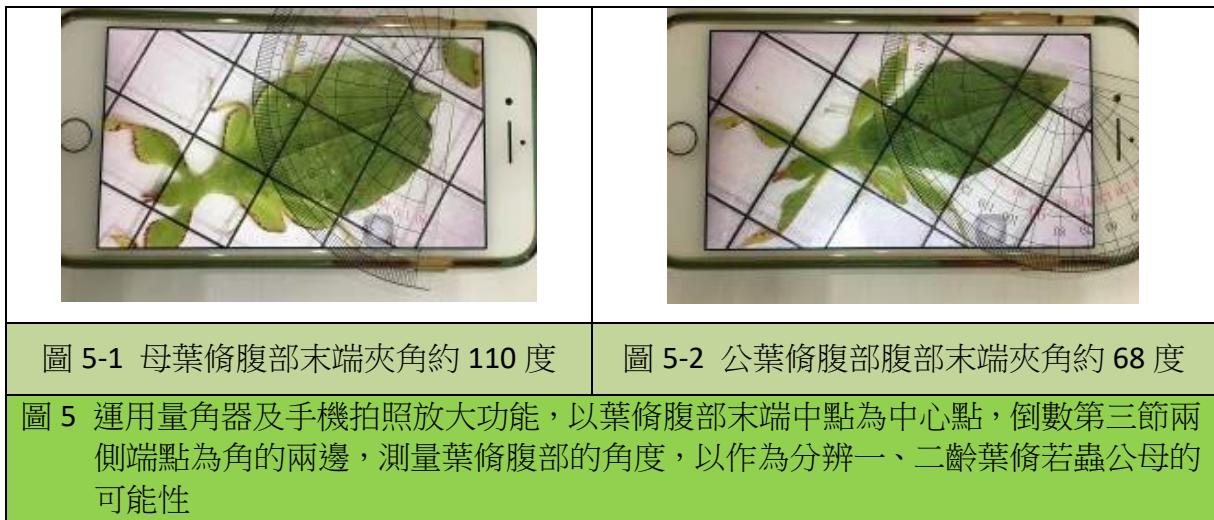 圖 5-1 母葉脩腹部末端夾角約 110 度
圖 5-2 公葉脩腹部腹部末端夾角約 68 度
圖 5 運用量角器及手機拍照放大功能，以葉脩腹部末端中點為中心點，倒數第三節兩
側端點為角的兩邊，測量葉脩腹部的角度，以作為分辨一、二齡葉脩若蟲公母的
可能性